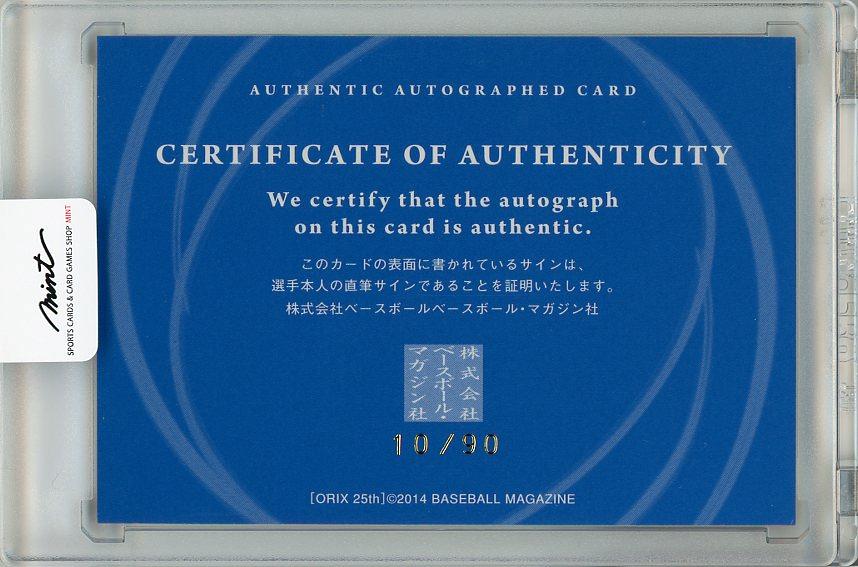 AUTHENTIC AUTOGRAPHED CARD
CERTIFICATE OF AUTHENTICITY
We certify that the autograph
on this card is authentic.
このカードの表面に書かれているサインは、
選手本人の直筆サインであることを証明いたします。
株式会社ベースボールベースボール・マガジン社
株式会社
ベースボール・
マガジン社
10/90
[ORIX 25th]©2014 BASEBALL MAGAZINE
mint
SPORTS CARDS & CARD GAMES SHOP MINT